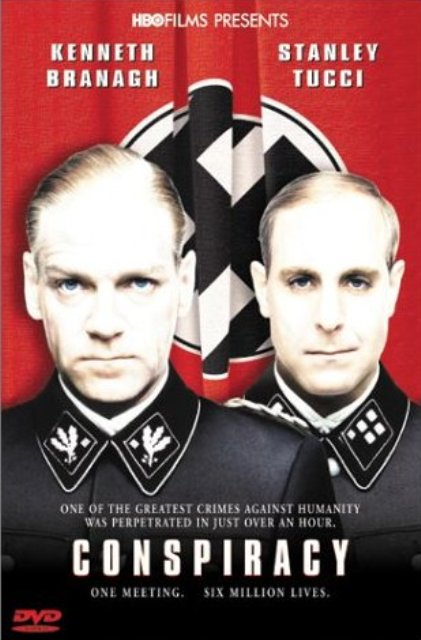 HBO FILMS PRESENTS
KENNETH BRANAGH
STANLEY TUCCI
ONE OF THE GREATEST CRIMES AGAINST HUMANITY
WAS PERPETRATED IN JUST OVER AN HOUR.
CONSPIRACY
ONE MEETING. SIX MILLION LIVES.
DVD